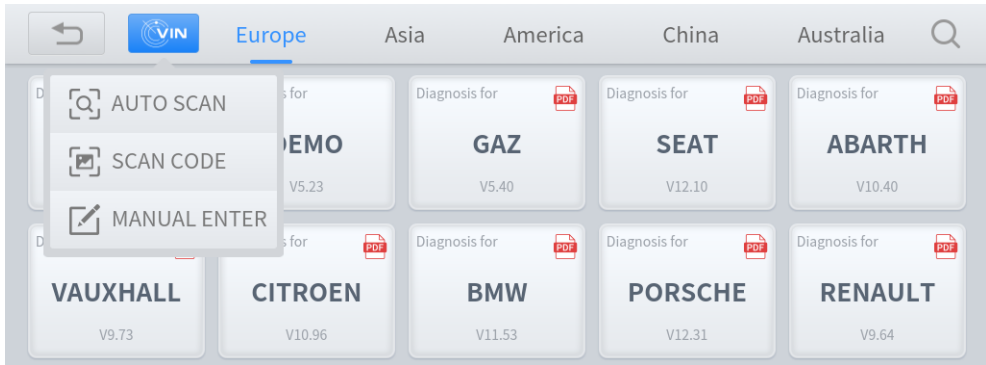 VIN
Europe
Asia
America
China
Australia
AUTO SCAN
SCAN CODE
MANUAL ENTER
for
EMO
V5.23
Diagnosis for
PDF
GAZ
V5.40
Diagnosis for
PDF
SEAT
V12.10
Diagnosis for
PDF
ABARTH
V10.40
VAUXHALL
V9.73
for
PDF
CITROEN
V10.96
Diagnosis for
PDF
BMW
V11.53
Diagnosis for
PDF
PORSCHE
V12.31
Diagnosis for
PDF
RENAULT
V9.64